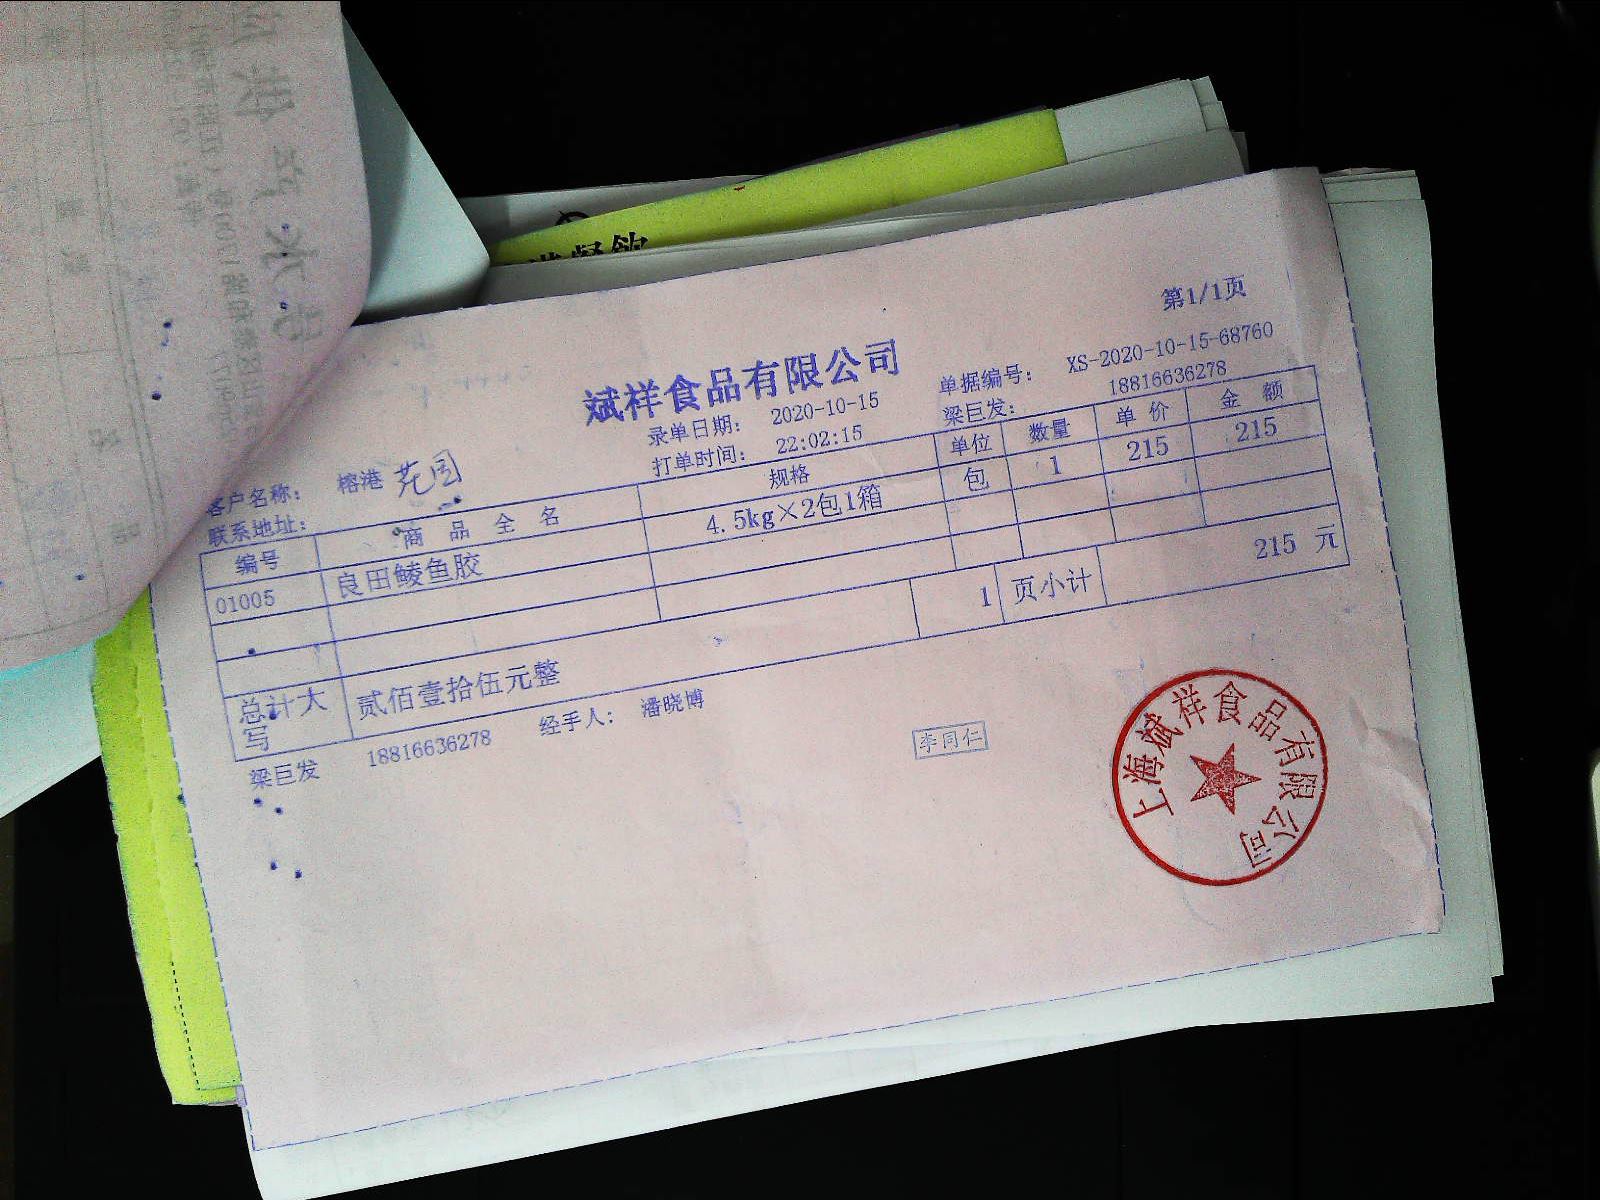 第1/1页
斌祥食品有限公司
录单日期： 2020-10-15 单据编号： XS-2020-10-15-68760
客户名称： 榕港 花园 打单时间： 22:02:15 梁巨发： 18816636278
联系地址：
编号 商品全名 规格 单位 数量 单价 金额
01005 良田鲮鱼胶 4.5kg×2包1箱 包 1 215 215
1 页小计 215 元
总计大写 贰佰壹拾伍元整
梁巨发 18816636278 经手人： 潘晓博
李同仁
上海斌祥食品有限公司
港餐飲